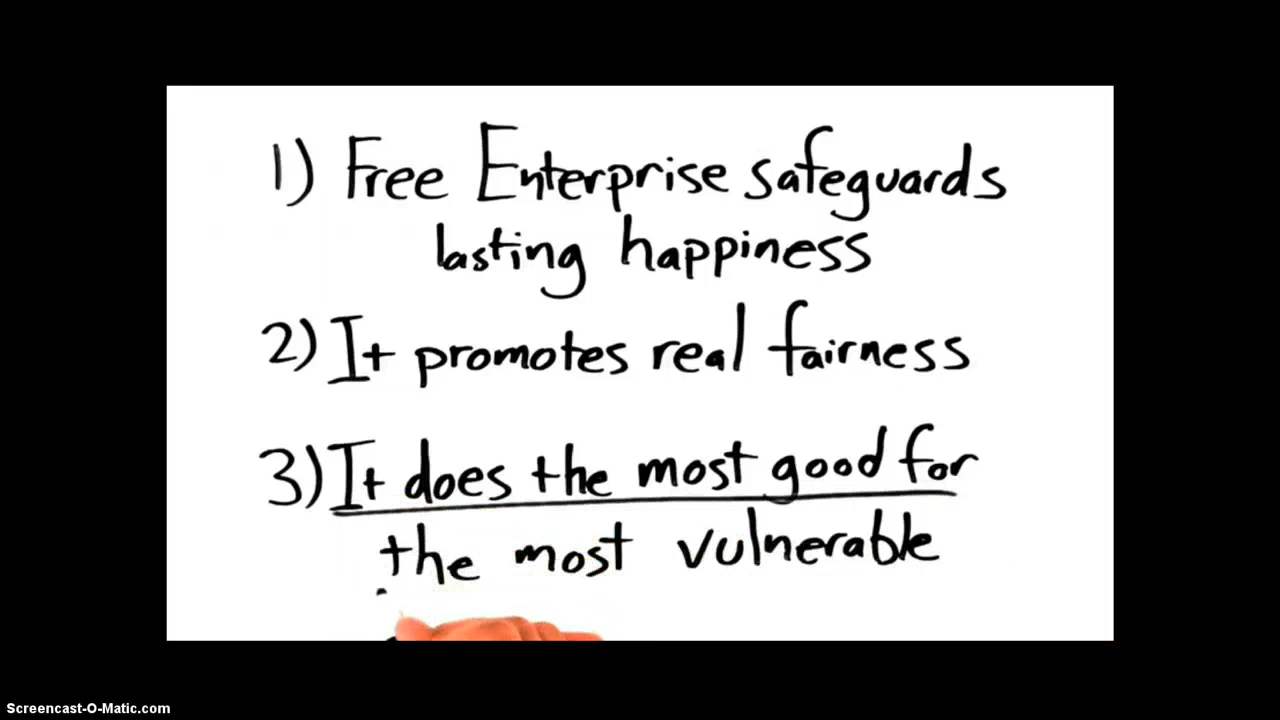 1) Free Enterprise safeguards
lasting happiness
2) It promotes real fairness
3) It does the most good for
the most vulnerable
Screencast-O-Matic.com